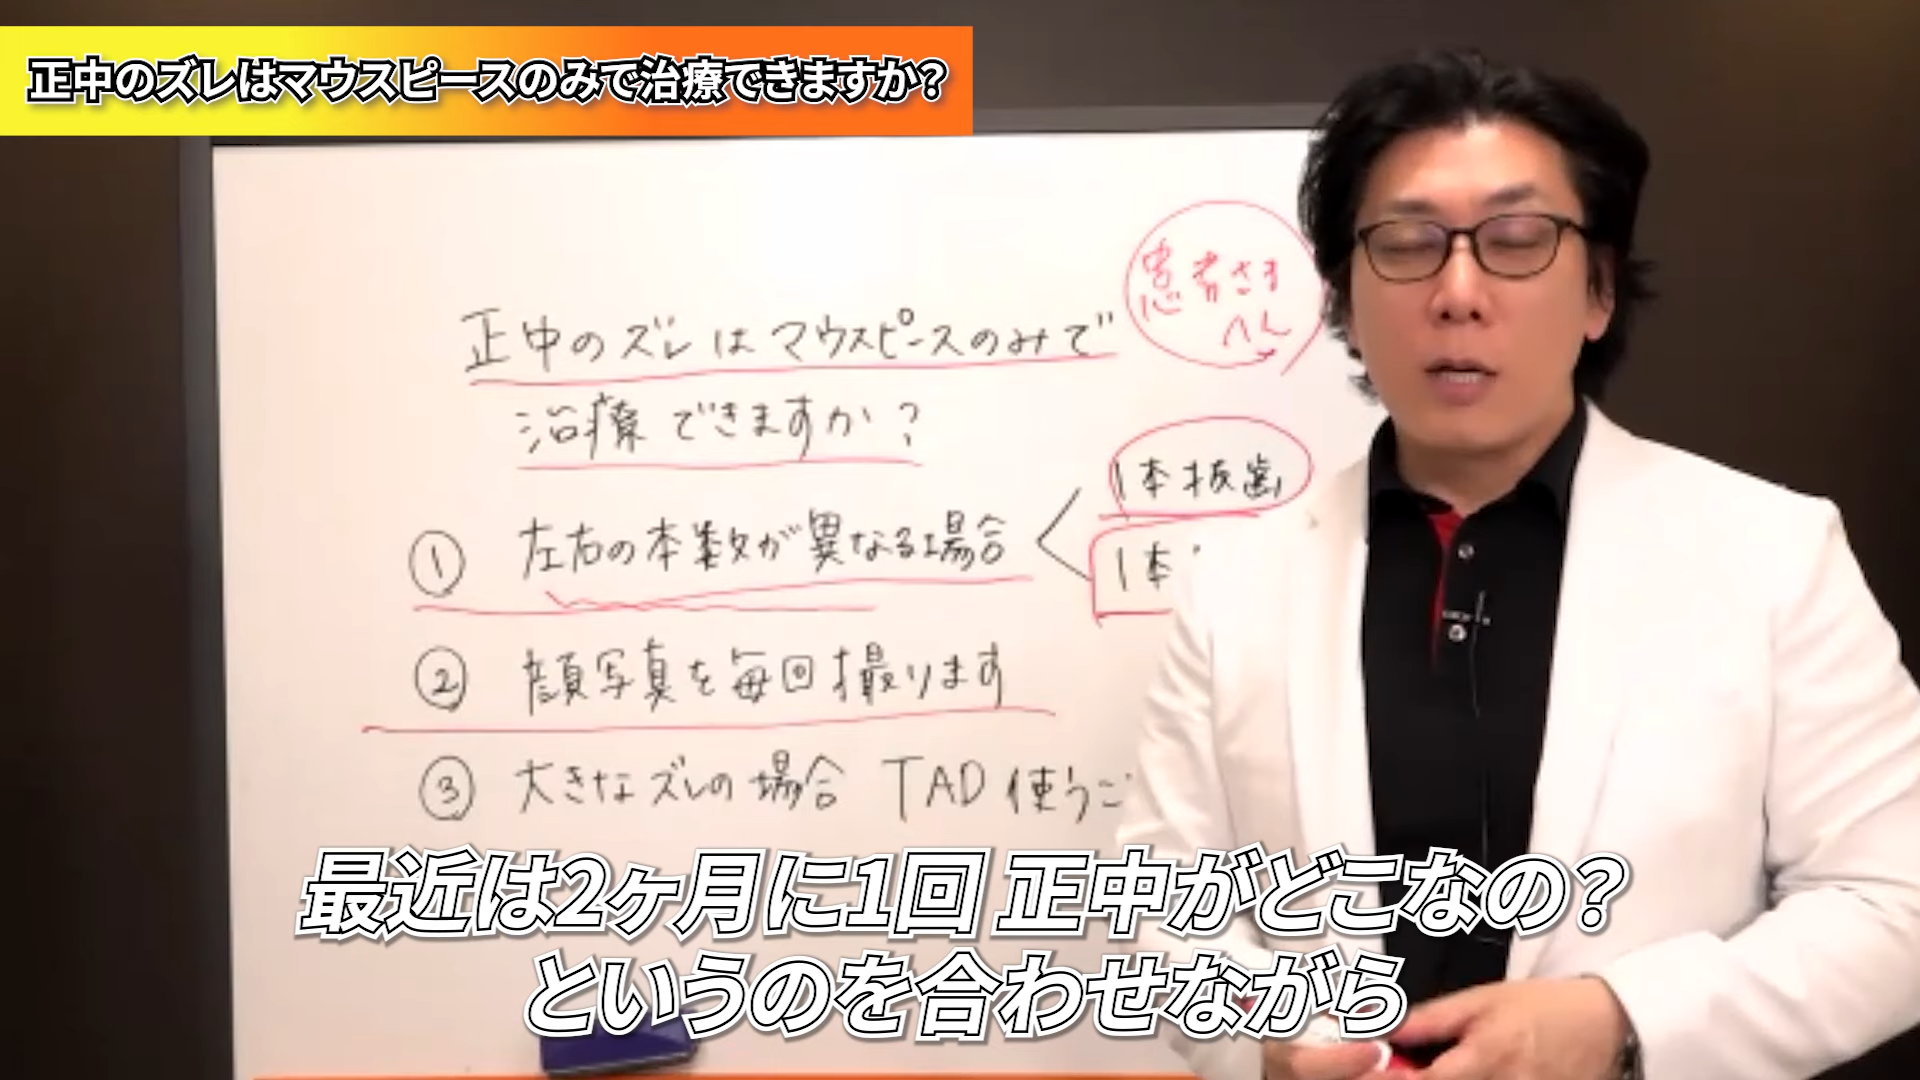 正中のズレはマウスピースのみで治療できますか？
正中のズレはマウスピースのみで
治療できますか？
患者さま
① 左右の本数が異なる場合
1本抜歯
1本
② 顔写真を毎回撮ります
③ 大きなズレの場合 TAD 使うこ
最近は2ヶ月に1回 正中がどこなの？
というのを合わせながら